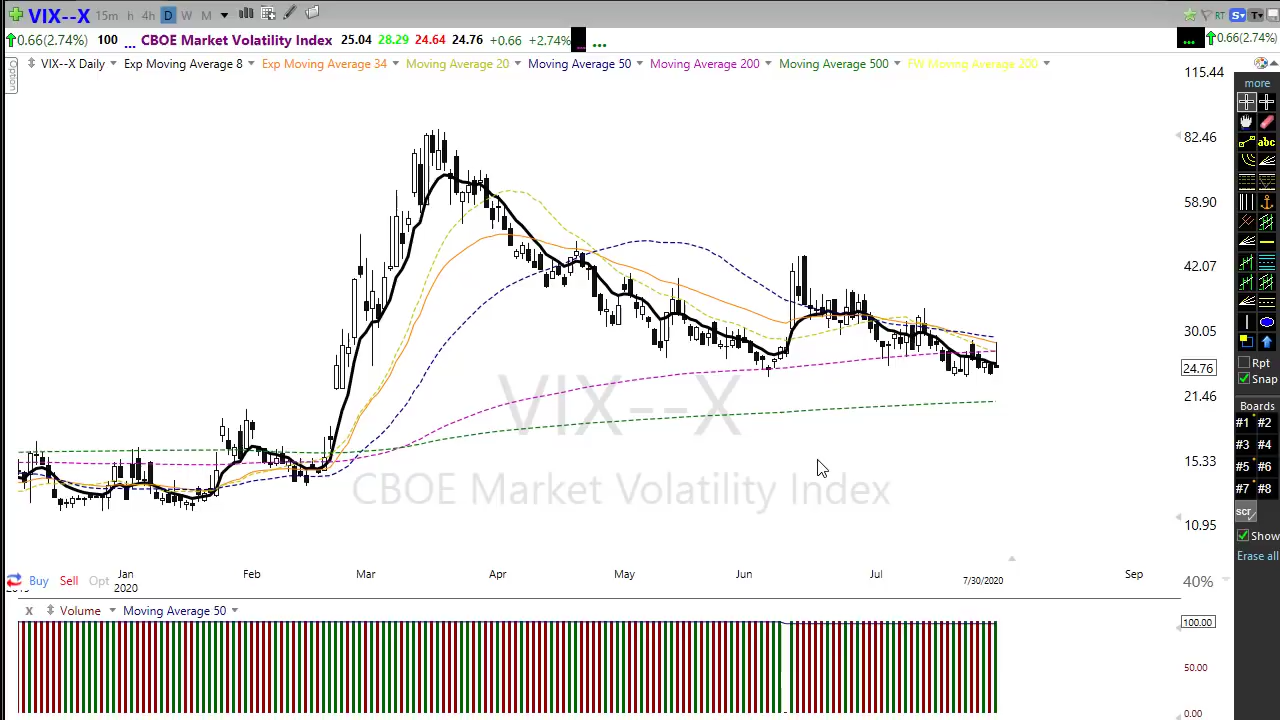 VIX--X 15m h 4h D W M RT S T
0.66(2.74%) 100 ... CBOE Market Volatility Index 25.04 28.29 24.64 24.76 +0.66 +2.74% ... ... 0.66(2.74%)
Option
VIX--X Daily Exp Moving Average 8 Exp Moving Average 34 Moving Average 20 Moving Average 50 Moving Average 200 Moving Average 500 FW Moving Average 200
115.44
more
82.46
abc
58.90
42.07
30.05
Rpt
24.76
Snap
21.46
VIX--X
Boards
#1 #2
#3 #4
15.33
#5 #6
CBOE Market Volatility Index
#7 #8
scr
10.95
Show
Erase all
Jan Feb Mar Apr May Jun Jul 7/30/2020 Sep
Buy Sell Opt 2020 40%
x Volume Moving Average 50
100.00
50.00
0.00